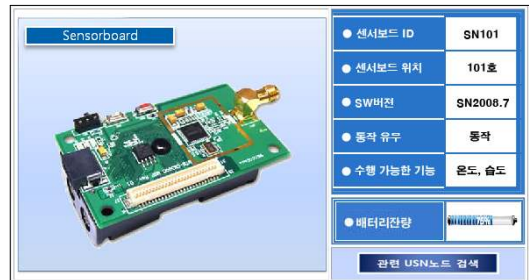 Sensorboard
센서보드 ID
SN101
센서보드 위치
101호
SW버전
SN2008.7
동작 유무
동작
수행 가능한 기능
온도, 습도
배터리잔량
관련 USN노드 검색